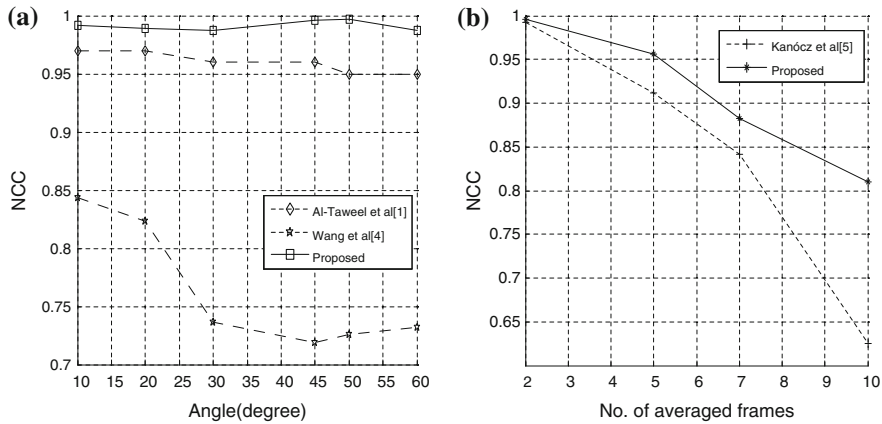 (a)
1
0.95
0.9
0.85
0.8
0.75
0.7
NCC
10 15 20 25 30 35 40 45 50 55 60
Angle(degree)
Al-Taweel et al[1]
Wang et al[4]
Proposed
(b)
1
0.95
0.9
0.85
0.8
0.75
0.7
0.65
NCC
2 3 4 5 6 7 8 9 10
No. of averaged frames
Kanócz et al[5]
Proposed